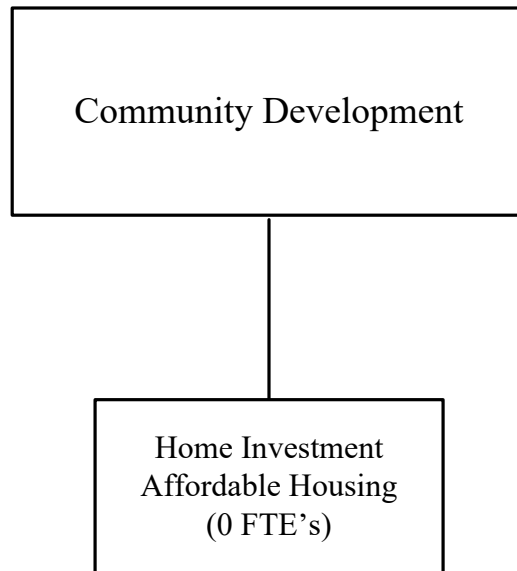 Community Development
Home Investment
Affordable Housing
(0 FTE’s)